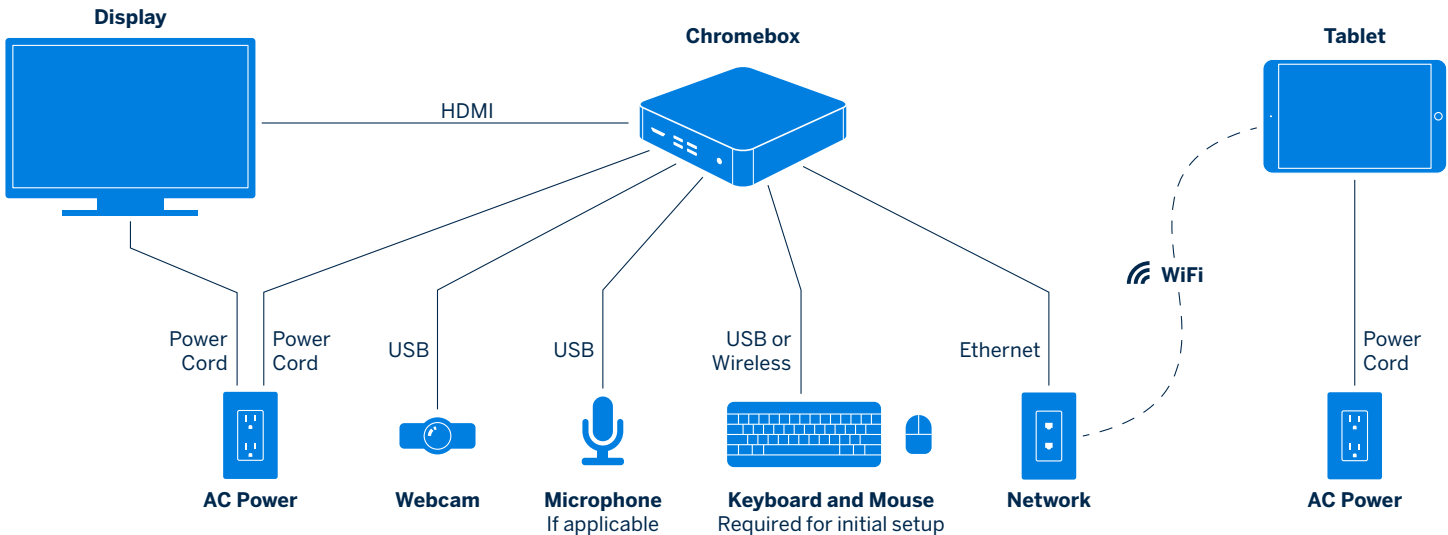 Display
Chromebox
Tablet
HDMI
WiFi
Power
Cord
Power
Cord
USB
USB
USB or
Wireless
Ethernet
Power
Cord
AC Power
Webcam
Microphone
If applicable
Keyboard and Mouse
Required for initial setup
Network
AC Power